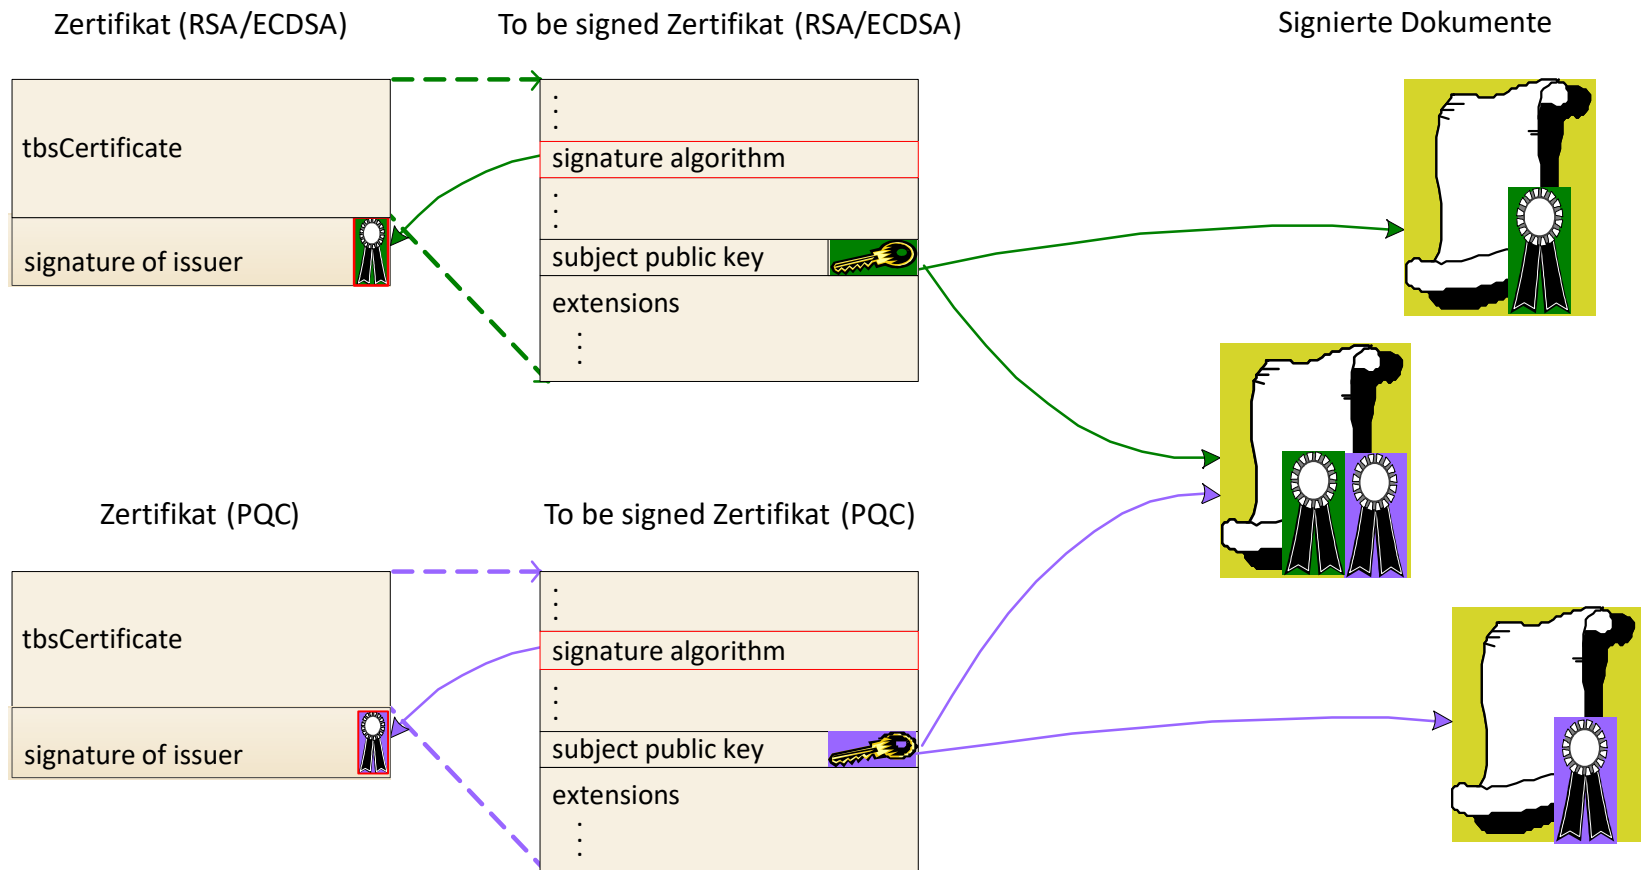 Zertifikat (RSA/ECDSA)
To be signed Zertifikat (RSA/ECDSA)
Signierte Dokumente
tbsCertificate
signature of issuer
signature algorithm
subject public key
extensions
Zertifikat (PQC)
To be signed Zertifikat (PQC)
tbsCertificate
signature of issuer
signature algorithm
subject public key
extensions